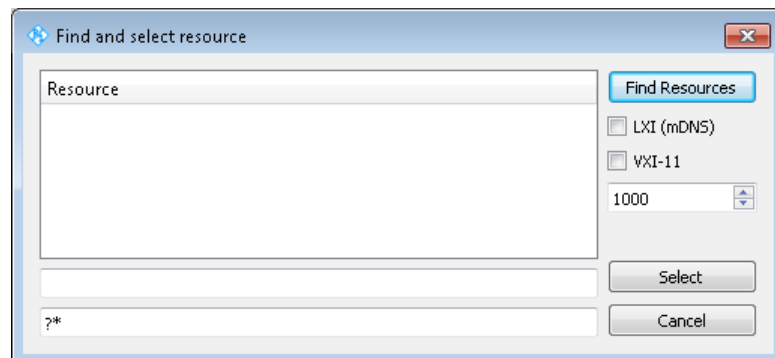 Find and select resource
Resource
Find Resources
LXI (mDNS)
VXI-11
1000
Select
?*
Cancel